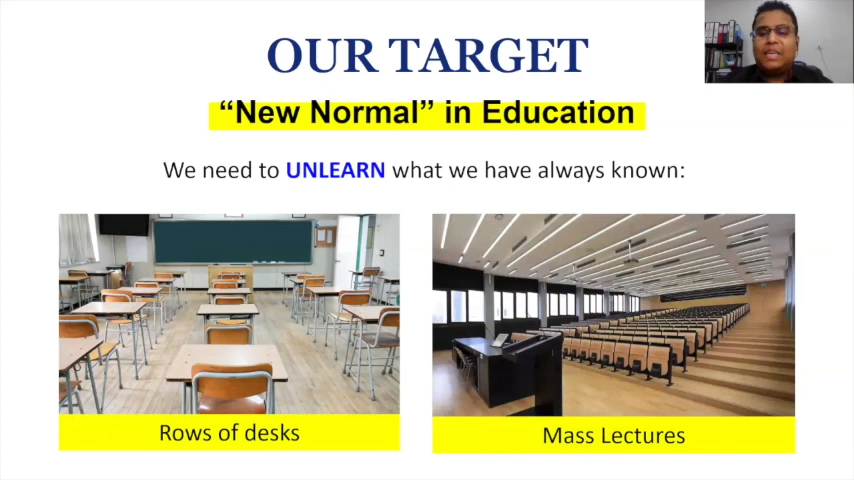 OUR TARGET
“New Normal” in Education
We need to UNLEARN what we have always known:
Rows of desks
Mass Lectures